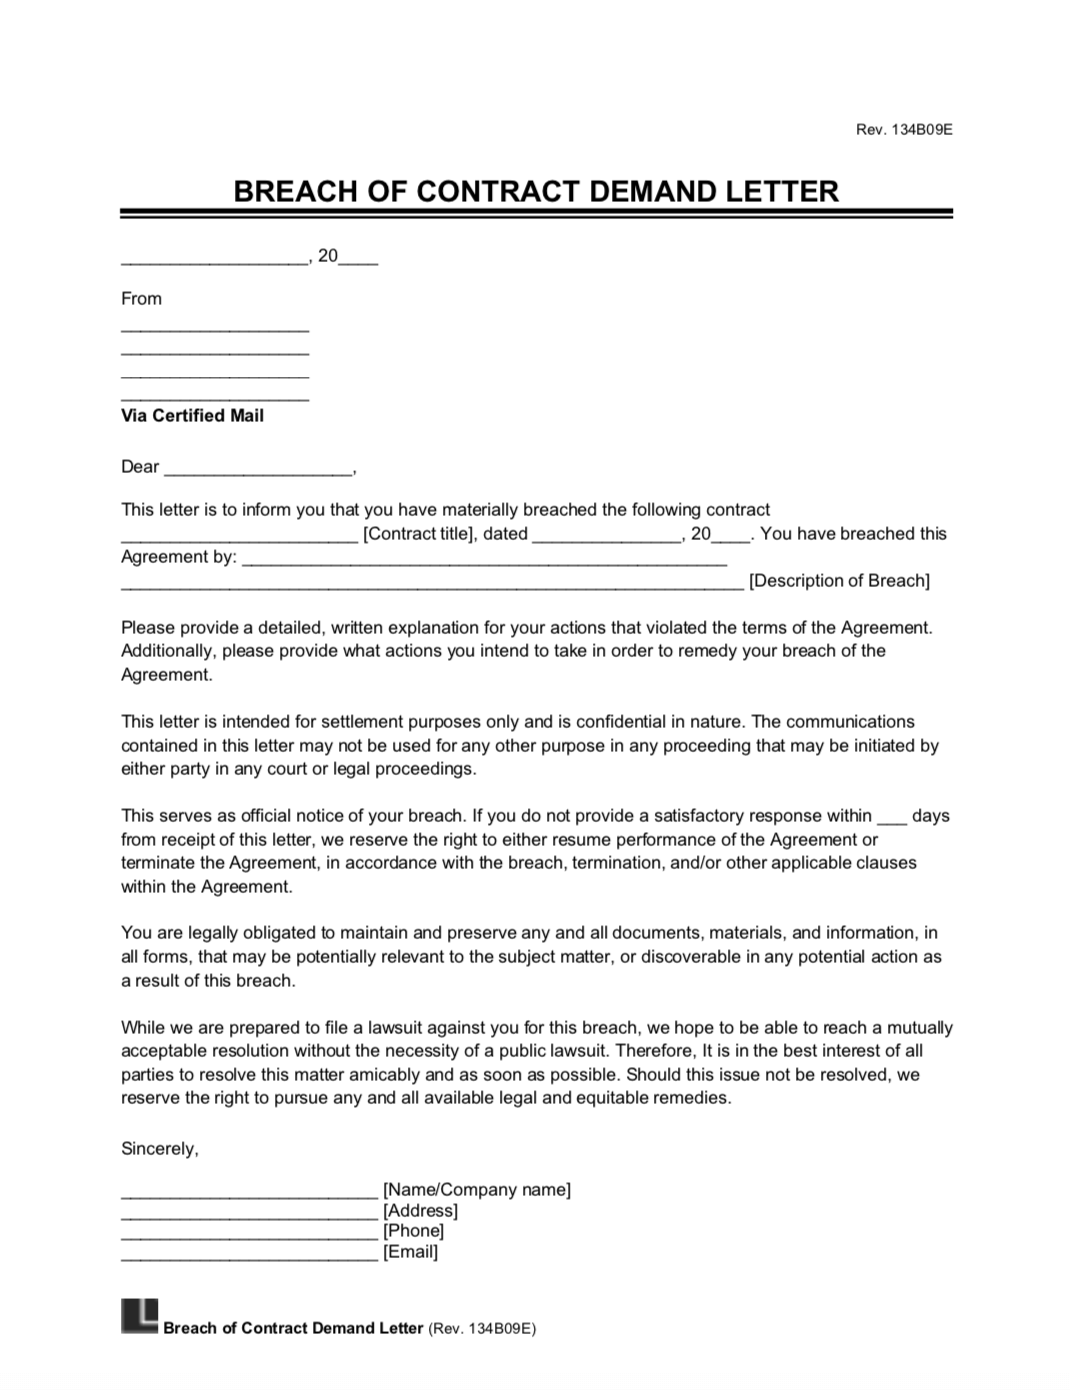 Rev. 134B09E
BREACH OF CONTRACT DEMAND LETTER
___________________, 20____
From
___________________
___________________
___________________
___________________
Via Certified Mail
Dear ___________________,
This letter is to inform you that you have materially breached the following contract
________________________ [Contract title], dated _______________, 20____. You have breached this
Agreement by: _________________________________________________
_______________________________________________________________ [Description of Breach]
Please provide a detailed, written explanation for your actions that violated the terms of the Agreement.
Additionally, please provide what actions you intend to take in order to remedy your breach of the
Agreement.
This letter is intended for settlement purposes only and is confidential in nature. The communications
contained in this letter may not be used for any other purpose in any proceeding that may be initiated by
either party in any court or legal proceedings.
This serves as official notice of your breach. If you do not provide a satisfactory response within ___ days
from receipt of this letter, we reserve the right to either resume performance of the Agreement or
terminate the Agreement, in accordance with the breach, termination, and/or other applicable clauses
within the Agreement.
You are legally obligated to maintain and preserve any and all documents, materials, and information, in
all forms, that may be potentially relevant to the subject matter, or discoverable in any potential action as
a result of this breach.
While we are prepared to file a lawsuit against you for this breach, we hope to be able to reach a mutually
acceptable resolution without the necessity of a public lawsuit. Therefore, It is in the best interest of all
parties to resolve this matter amicably and as soon as possible. Should this issue not be resolved, we
reserve the right to pursue any and all available legal and equitable remedies.
Sincerely,
__________________________ [Name/Company name]
__________________________ [Address]
__________________________ [Phone]
__________________________ [Email]
Breach of Contract Demand Letter (Rev. 134B09E)